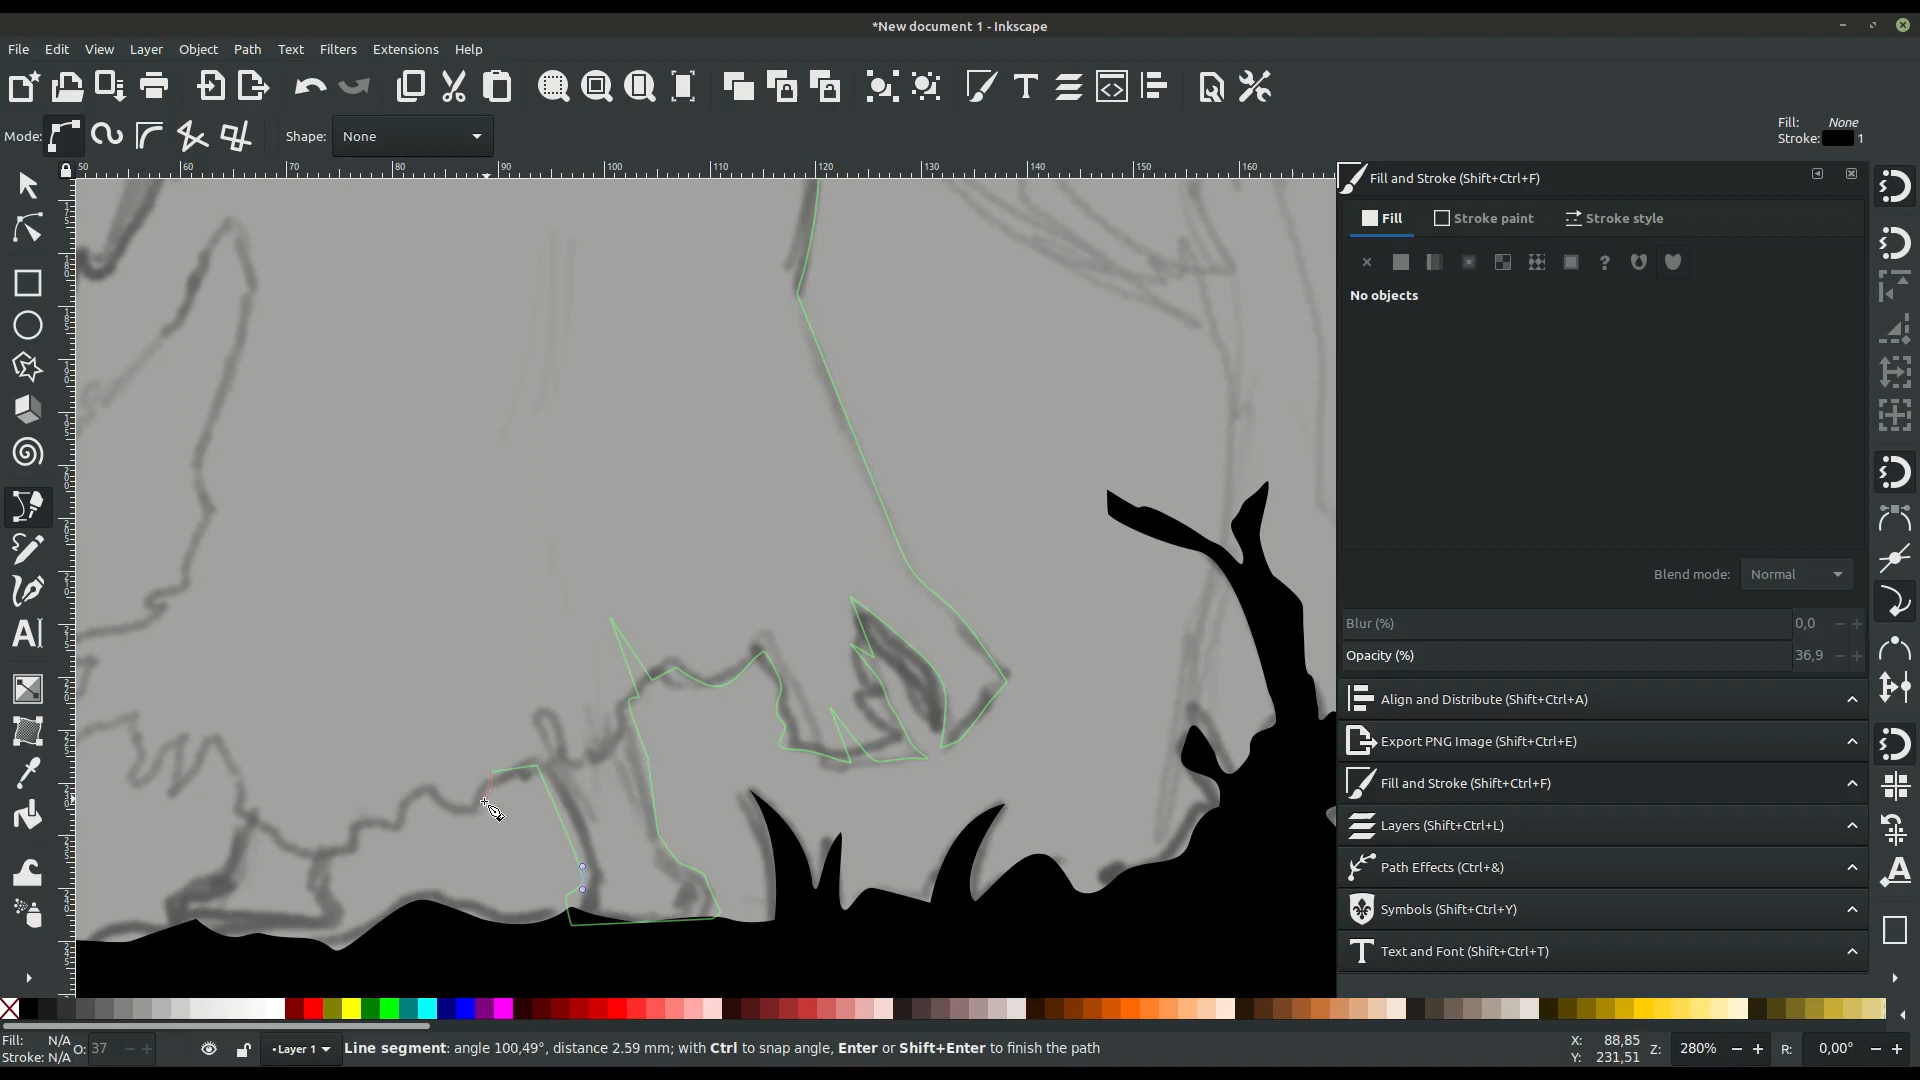 *New document 1 - Inkscape
File Edit View Layer Object Path Text Filters Extensions Help
Mode: Shape: None
Fill: None
Stroke: 1
50 60 70 80 90 100 110 120 130 140 150 160
Fill and Stroke (Shift+Ctrl+F)
Fill Stroke paint Stroke style
No objects
Blend mode: Normal
Blur (%) 0,0
Opacity (%) 36,9
Align and Distribute (Shift+Ctrl+A)
Export PNG Image (Shift+Ctrl+E)
Fill and Stroke (Shift+Ctrl+F)
Layers (Shift+Ctrl+L)
Path Effects (Ctrl+&)
Symbols (Shift+Ctrl+Y)
Text and Font (Shift+Ctrl+T)
Fill: N/A
Stroke: N/A O: 37 •Layer 1 Line segment: angle 100,49°, distance 2.59 mm; with Ctrl to snap angle, Enter or Shift+Enter to finish the path
X: 88,85
Y: 231,51
Z: 280% R: 0,00°